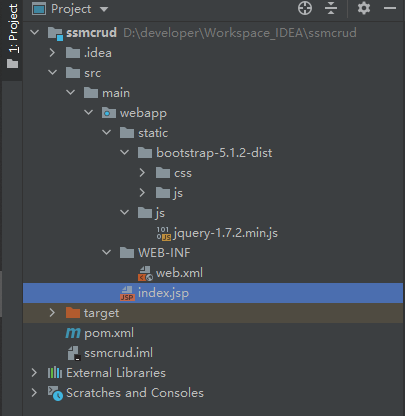 Project
1: Project
ssmcrud D:\developer\Workspace_IDEA\ssmcrud
.idea
src
main
webapp
static
bootstrap-5.1.2-dist
css
js
js
jquery-1.7.2.min.js
WEB-INF
web.xml
index.jsp
target
pom.xml
ssmcrud.iml
External Libraries
Scratches and Consoles